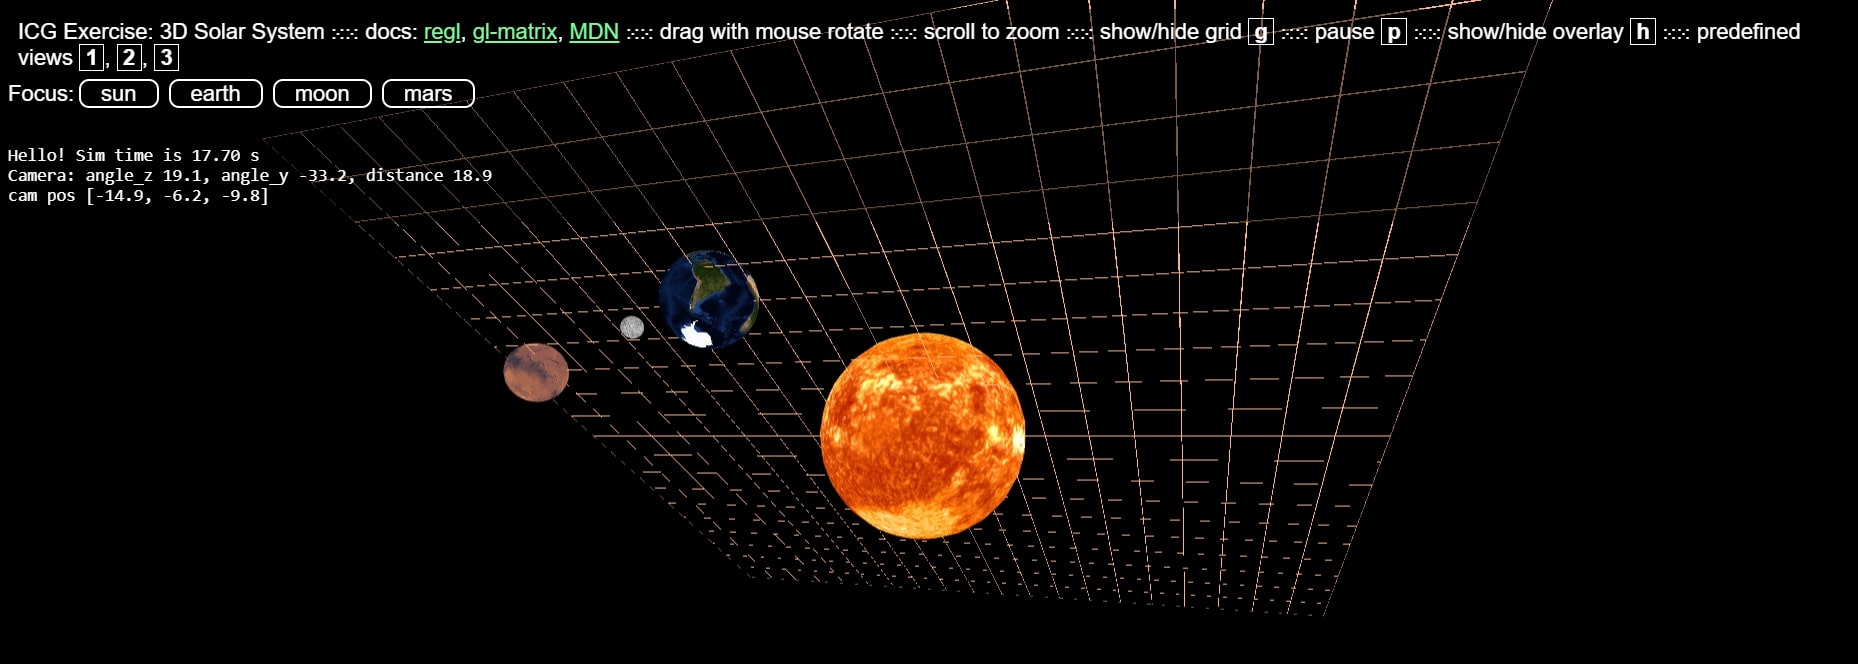 ICG Exercise: 3D Solar System :-:-: docs: regl, gl-matrix, MDN :-:-: drag with mouse rotate :-:-: scroll to zoom :-:-: show/hide grid g :-:-: pause p :-:-: show/hide overlay h :-:-: predefined
views 1, 2, 3
Focus: sun earth moon mars
Hello! Sim time is 17.70 s
Camera: angle_z 19.1, angle_y -33.2, distance 18.9
cam pos [-14.9, -6.2, -9.8]